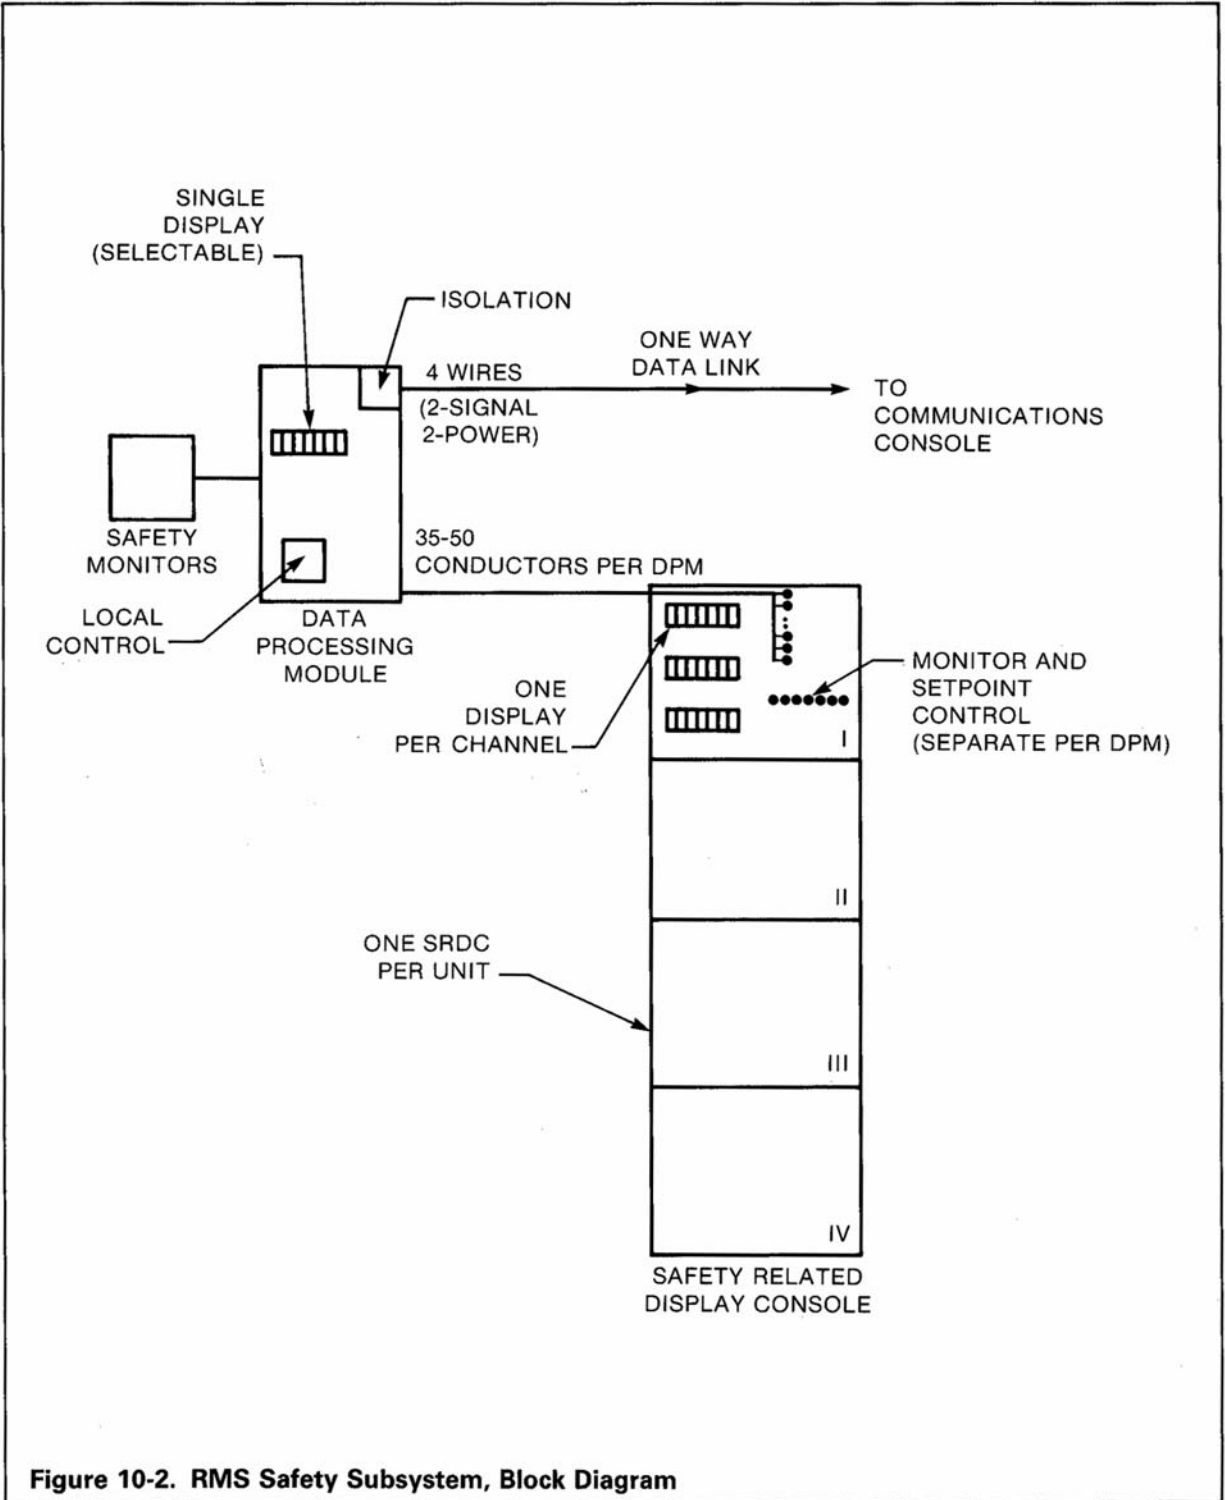 SINGLE
DISPLAY
(SELECTABLE)
ISOLATION
4 WIRES
(2-SIGNAL
2-POWER)
ONE WAY
DATA LINK
TO
COMMUNICATIONS
CONSOLE
SAFETY
MONITORS
35-50
CONDUCTORS PER DPM
LOCAL
CONTROL
DATA
PROCESSING
MODULE
ONE
DISPLAY
PER CHANNEL
MONITOR AND
SETPOINT
CONTROL
(SEPARATE PER DPM)
I
II
ONE SRDC
PER UNIT
III
IV
SAFETY RELATED
DISPLAY CONSOLE
Figure 10-2. RMS Safety Subsystem, Block Diagram